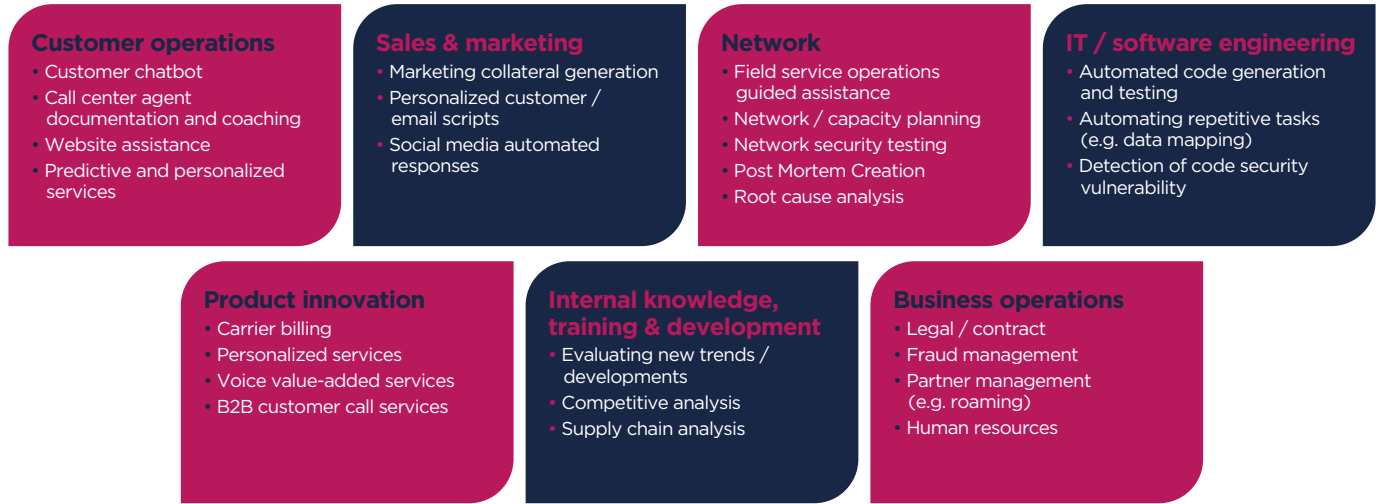 Customer operations
• Customer chatbot
• Call center agent
documentation and coaching
• Website assistance
• Predictive and personalized
services
Sales & marketing
• Marketing collateral generation
• Personalized customer /
email scripts
• Social media automated
responses
Network
• Field service operations
guided assistance
• Network / capacity planning
• Network security testing
• Post Mortem Creation
• Root cause analysis
IT / software engineering
• Automated code generation
and testing
• Automating repetitive tasks
(e.g. data mapping)
• Detection of code security
vulnerability
Product innovation
• Carrier billing
• Personalized services
• Voice value-added services
• B2B customer call services
Internal knowledge,
training & development
• Evaluating new trends /
developments
• Competitive analysis
• Supply chain analysis
Business operations
• Legal / contract
• Fraud management
• Partner management
(e.g. roaming)
• Human resources